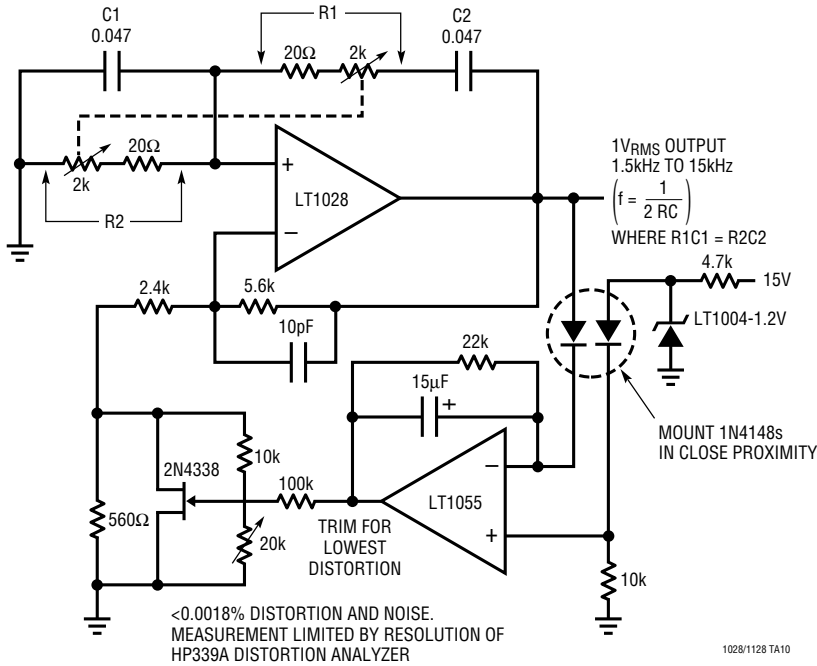 C1
0.047
R1
20Ω
2k
C2
0.047
20Ω
2k
R2
+
−
LT1028
1VRMS OUTPUT
1.5kHz TO 15kHz
(f = 1/2 RC)
WHERE R1C1 = R2C2
4.7k
15V
LT1004-1.2V
2.4k
5.6k
10pF
22k
15µF
+
MOUNT 1N4148s
IN CLOSE PROXIMITY
2N4338
10k
100k
−
+
LT1055
560Ω
20k
TRIM FOR
LOWEST
DISTORTION
10k
<0.0018% DISTORTION AND NOISE.
MEASUREMENT LIMITED BY RESOLUTION OF
HP339A DISTORTION ANALYZER
1028/1128 TA10